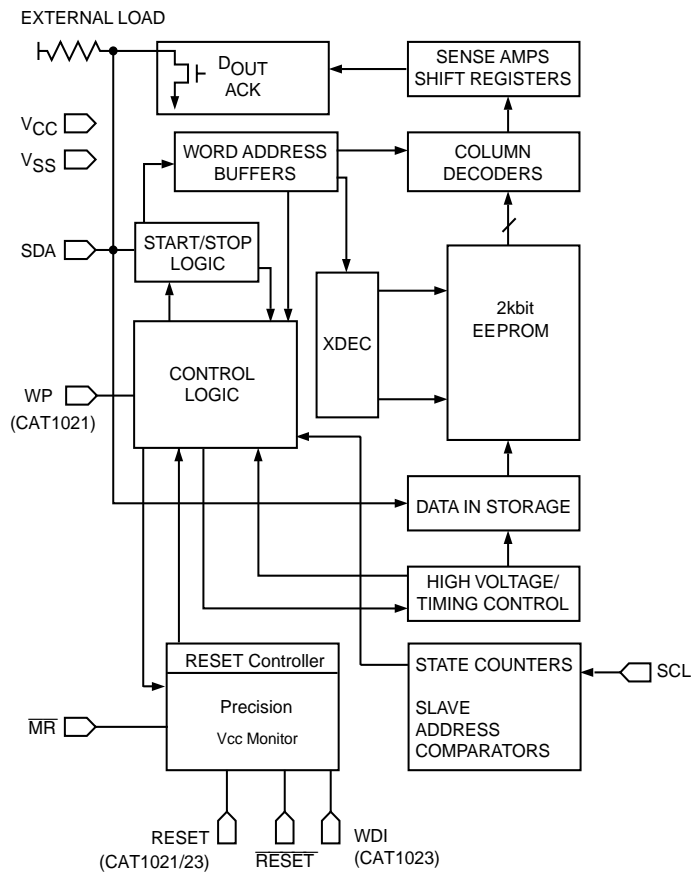 EXTERNAL LOAD
DOUT
ACK
SENSE AMPS
SHIFT REGISTERS
VCC
VSS
WORD ADDRESS
BUFFERS
COLUMN
DECODERS
SDA
START/STOP
LOGIC
XDEC
2kbit
EEPROM
WP
(CAT1021)
CONTROL
LOGIC
DATA IN STORAGE
HIGH VOLTAGE/
TIMING CONTROL
RESET Controller
Precision
Vcc Monitor
MR
STATE COUNTERS
SLAVE
ADDRESS
COMPARATORS
SCL
RESET
(CAT1021/23)
RESET
WDI
(CAT1023)